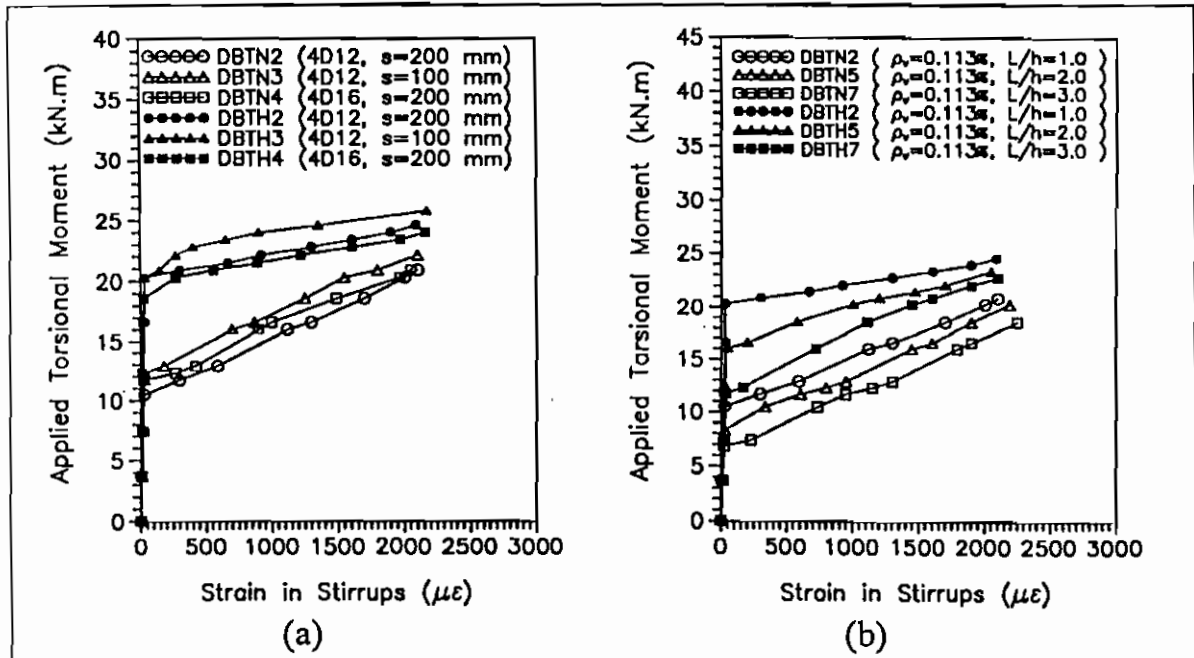 40
35
30
25
20
15
10
5
0
Applied Torsional Moment (kN.m)
DBTN2 (4D12, s=200 mm)
DBTN3 (4D12, s=100 mm)
DBTN4 (4D16, s=200 mm)
DBTH2 (4D12, s=200 mm)
DBTH3 (4D12, s=100 mm)
DBTH4 (4D16, s=200 mm)
0 500 1000 1500 2000 2500 3000
Strain in Stirrups (με)
(a)
45
40
35
30
25
20
15
10
5
0
Applied Torsional Moment (kN.m)
DBTN2 ( ρv=0.113%, L/h=1.0 )
DBTN5 ( ρv=0.113%, L/h=2.0 )
DBTN7 ( ρv=0.113%, L/h=3.0 )
DBTH2 ( ρv=0.113%, L/h=1.0 )
DBTH5 ( ρv=0.113%, L/h=2.0 )
DBTH7 ( ρv=0.113%, L/h=3.0 )
0 500 1000 1500 2000 2500 3000
Strain in Stirrups (με)
(b)